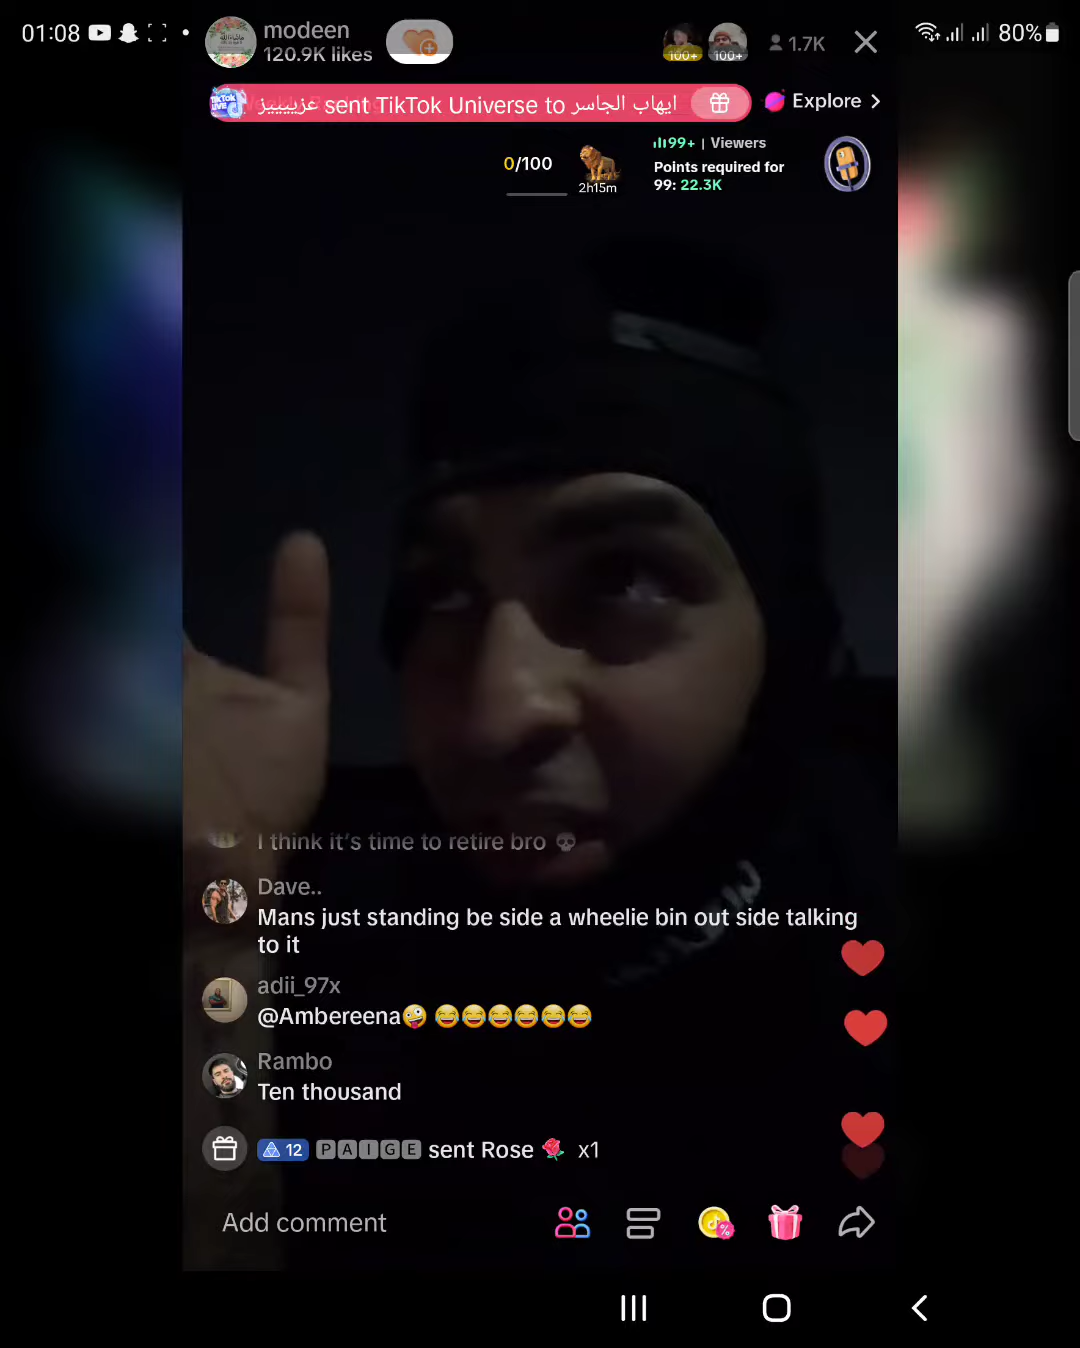 01:08
80%
modeen
120.9K likes
100+
100+
1.7K
عزيييييز sent TikTok Universe to ايهاب الجاسر
Explore >
0/100
2h15m
99+ | Viewers
Points required for
99: 22.3K
I think it's time to retire bro 💀
Dave..
Mans just standing be side a wheelie bin out side talking
to it
adii_97x
@Ambereena🤪 😂😂😂😂😂😂
Rambo
Ten thousand
12 🅿🅰🅸🅶🅴 sent Rose 🌹 x1
Add comment